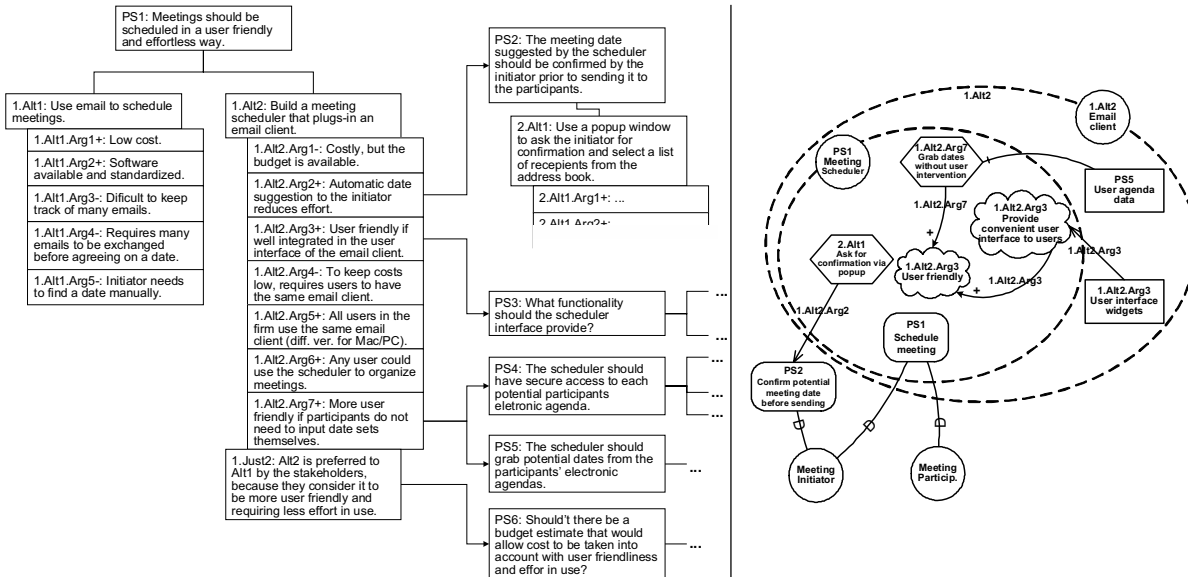 PS1: Meetings should be
scheduled in a user friendly
and effortless way.
1.Alt1: Use email to schedule
meetings.
1.Alt1.Arg1+: Low cost.
1.Alt1.Arg2+: Software
available and standardized.
1.Alt1.Arg3-: Dificult to keep
track of many emails.
1.Alt1.Arg4-: Requires many
emails to be exchanged
before agreeing on a date.
1.Alt1.Arg5-: Initiator needs
to find a date manually.
1.Alt2: Build a meeting
scheduler that plugs-in an
email client.
1.Alt2.Arg1-: Costly, but the
budget is available.
1.Alt2.Arg2+: Automatic date
suggestion to the initiator
reduces effort.
1.Alt2.Arg3+: User friendly if
well integrated in the user
interface of the email client.
1.Alt2.Arg4-: To keep costs
low, requires users to have
the same email client.
1.Alt2.Arg5+: All users in the
firm use the same email
client (diff. ver. for Mac/PC).
1.Alt2.Arg6+: Any user could
use the scheduler to organize
meetings.
1.Alt2.Arg7+: More user
friendly if participants do not
need to input date sets
themselves.
1.Just2: Alt2 is preferred to
Alt1 by the stakeholders,
because they consider it to
be more user friendly and
requiring less effort in use.
PS2: The meeting date
suggested by the scheduler
should be confirmed by the
initiator prior to sending it to
the participants.
2.Alt1: Use a popup window
to ask the initiator for
confirmation and select a list
of recepients from the
address book.
2.Alt1.Arg1+: ...
2.Alt1.Arg2+:
PS3: What functionality
should the scheduler
interface provide?
...
...
PS4: The scheduler should
have secure access to each
potential participants
eletronic agenda.
...
...
...
PS5: The scheduler should
grab potential dates from the
participants' electronic
agendas.
...
PS6: Should't there be a
budget estimate that would
allow cost to be taken into
account with user friendliness
and effor in use?
...
1.Alt2
1.Alt2
Email
client
PS1
Meeting
Scheduler
1.Alt2.Arg7
Grab dates
without user
intervention
PS5
User agenda
data
1.Alt2.Arg7
+
1.Alt2.Arg3
Provide
convenient user
interface to users
2.Alt1
Ask for
confirmation via
popup
1.Alt2.Arg3
User friendly
1.Alt2.Arg3
+
1.Alt2.Arg3
1.Alt2.Arg3
User interface
widgets
1.Alt2.Arg2
PS1
Schedule
meeting
PS2
Confirm potential
meeting date
before sending
D
D
D
Meeting
Initiator
Meeting
Particip.